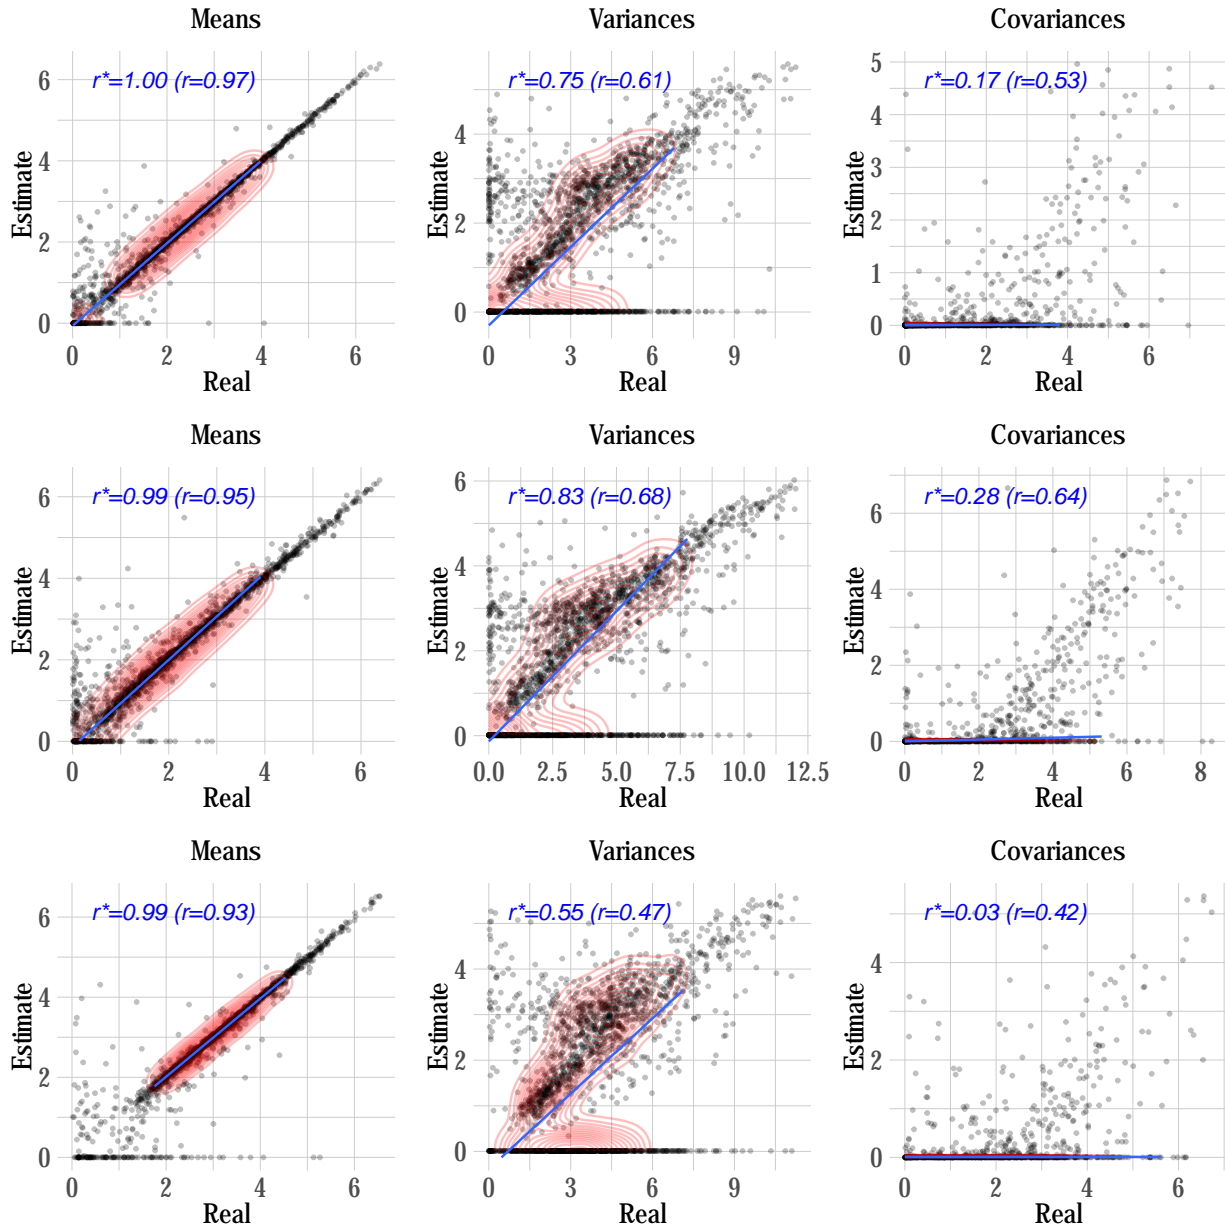 Means
Variances
Covariances
r*=1.00 (r=0.97)
r*=0.75 (r=0.61)
r*=0.17 (r=0.53)
Estimate
Estimate
Estimate
6
4
2
0
4
2
0
5
4
3
2
1
0
0 2 4 6
0 3 6 9
0 2 4 6
Real
Real
Real
Means
Variances
Covariances
r*=0.99 (r=0.95)
r*=0.83 (r=0.68)
r*=0.28 (r=0.64)
Estimate
Estimate
Estimate
6
4
2
0
6
4
2
0
6
4
2
0
0 2 4 6
0.0 2.5 5.0 7.5 10.0 12.5
0 2 4 6 8
Real
Real
Real
Means
Variances
Covariances
r*=0.99 (r=0.93)
r*=0.55 (r=0.47)
r*=0.03 (r=0.42)
Estimate
Estimate
Estimate
6
4
2
0
4
2
0
4
2
0
0 2 4 6
0 3 6 9
0 2 4 6
Real
Real
Real